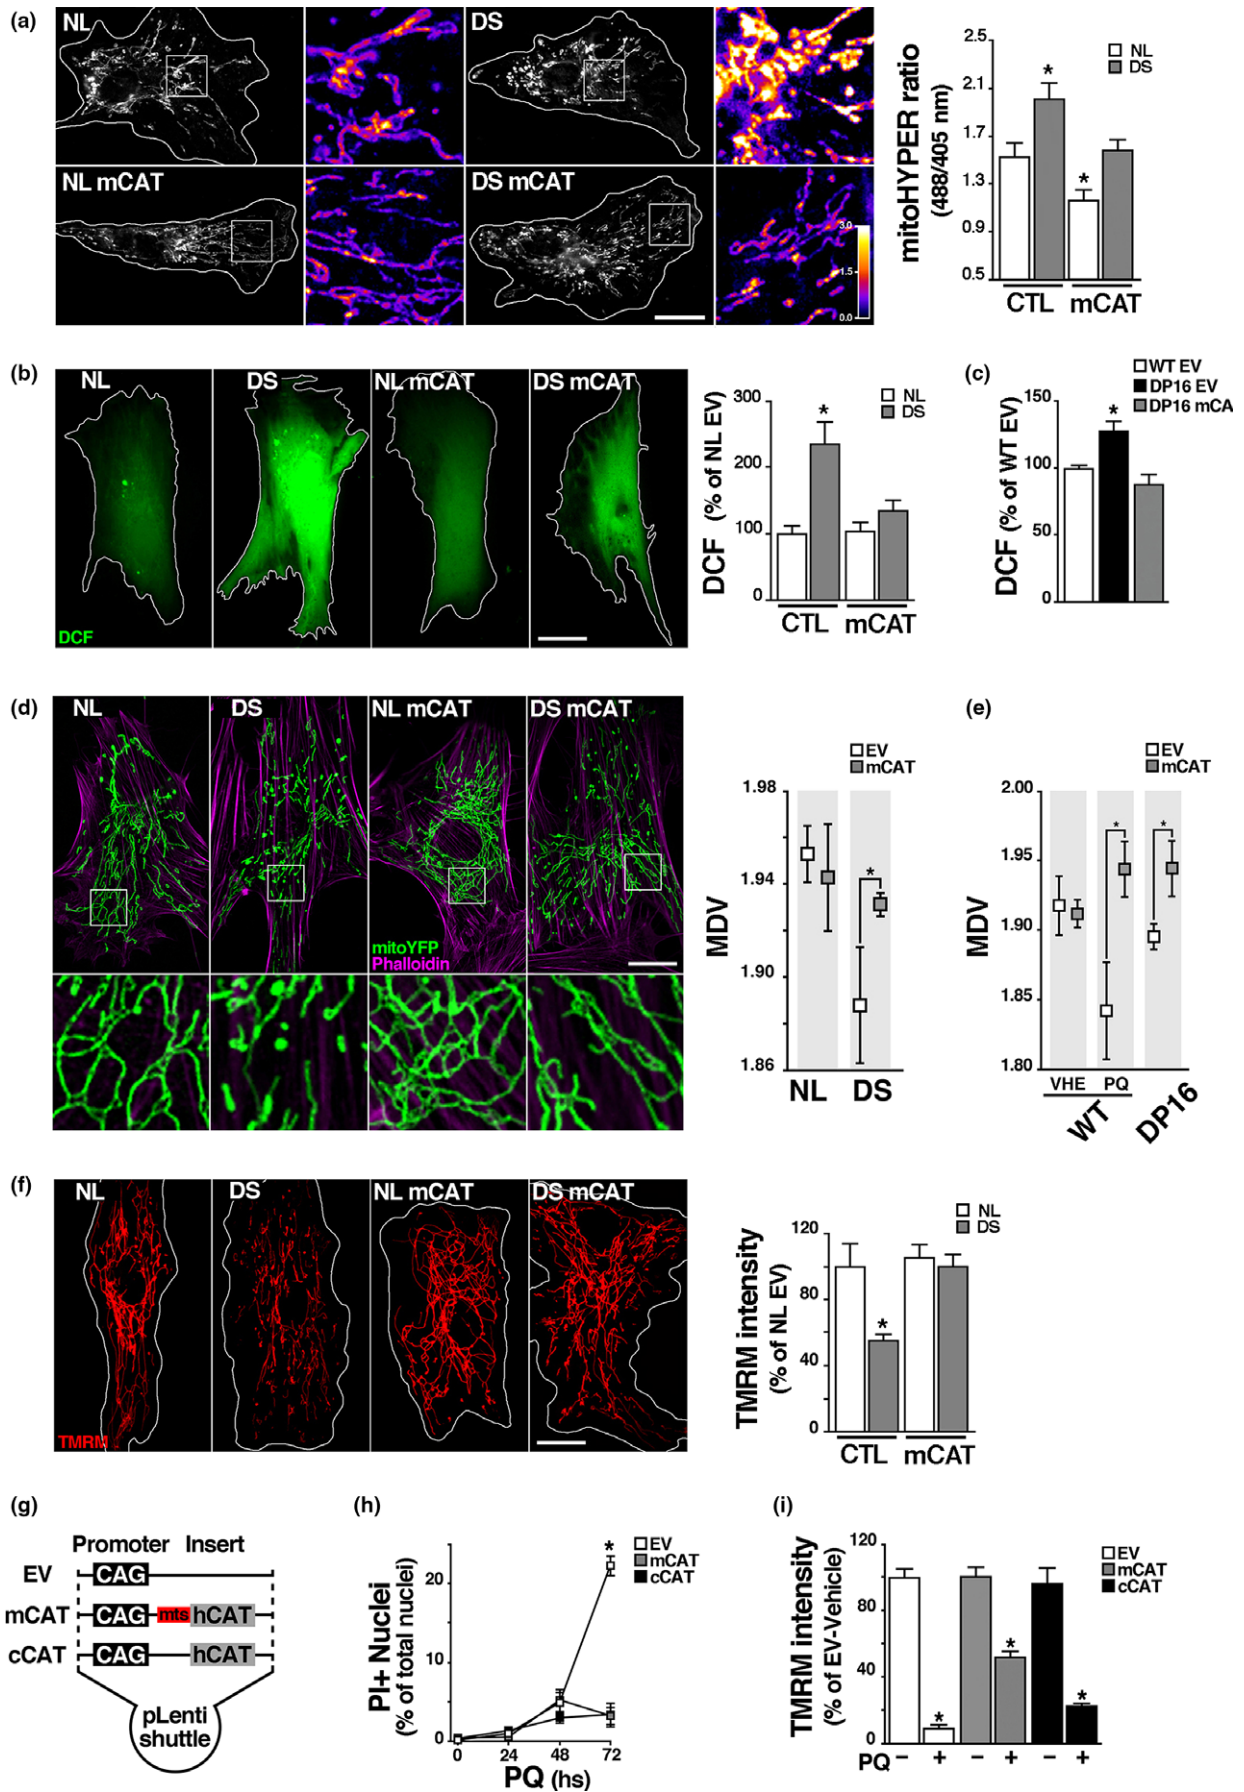 (a)
NL
DS
NL mCAT
DS mCAT
3.0
1.5
0.0
mitoHYPER ratio
(488/405 nm)
2.5
2.1
1.7
1.3
0.9
0.5
NL
DS
*
*
CTL
mCAT
(b)
NL
DS
NL mCAT
DS mCAT
DCF
DCF (% of NL EV)
300
200
100
0
NL
DS
*
CTL
mCAT
(c)
WT EV
DP16 EV
DP16 mCA
DCF (% of WT EV)
150
100
50
0
*
(d)
NL
DS
NL mCAT
DS mCAT
mitoYFP
Phalloidin
EV
mCAT
MDV
1.98
1.94
1.90
1.86
*
NL
DS
(e)
EV
mCAT
MDV
2.00
1.95
1.90
1.85
1.80
*
*
VHE
PQ
WT
DP16
(f)
NL
DS
NL mCAT
DS mCAT
TMRM
TMRM intensity
(% of NL EV)
120
80
40
0
NL
DS
*
CTL
mCAT
(g)
Promoter
Insert
EV
CAG
mCAT
CAG
mts
hCAT
cCAT
CAG
hCAT
pLenti
shuttle
(h)
PI+ Nuclei
(% of total nuclei)
20
10
0
*
EV
mCAT
cCAT
0
24
48
72
PQ (hs)
(i)
TMRM intensity
(% of EV-Vehicle)
120
80
40
0
EV
mCAT
cCAT
*
*
*
PQ
− + − + − +